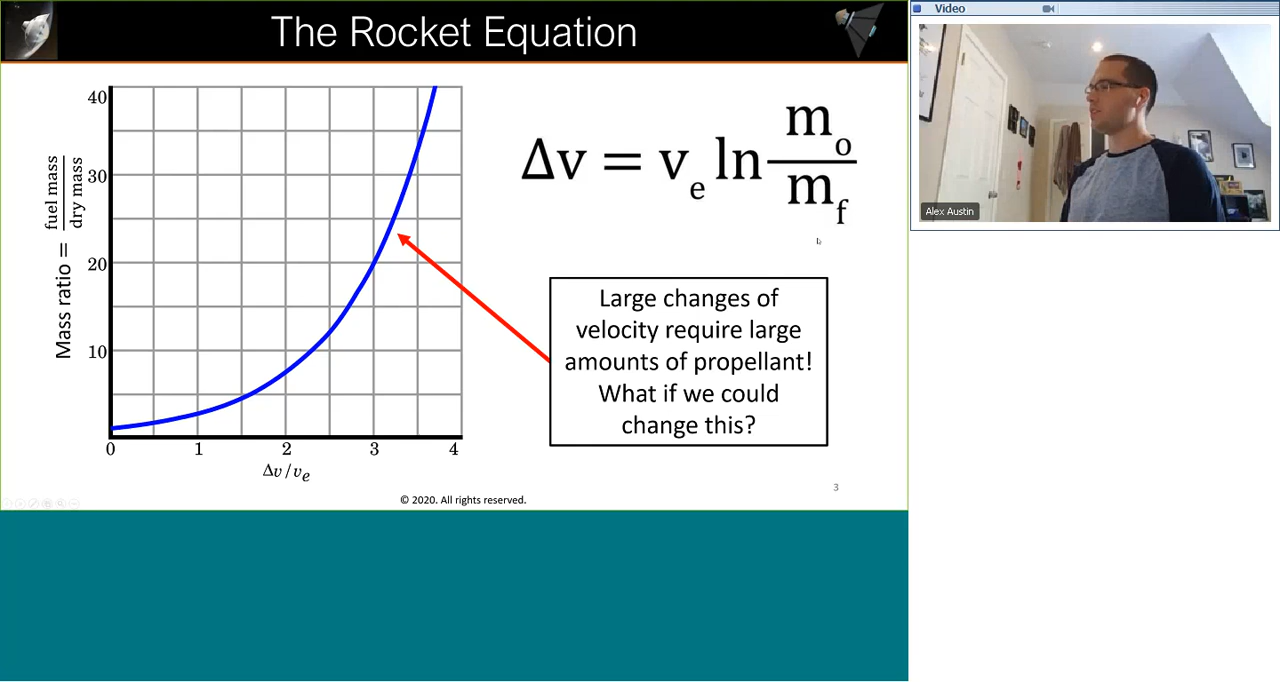 The Rocket Equation
Video
40
30
20
10
Mass ratio = fuel mass
dry mass
0 1 2 3 4
Δv / vₑ
Δv = vₑ ln mₒ
m_f
Large changes of
velocity require large
amounts of propellant!
What if we could
change this?
Alex Austin
3
© 2020. All rights reserved.